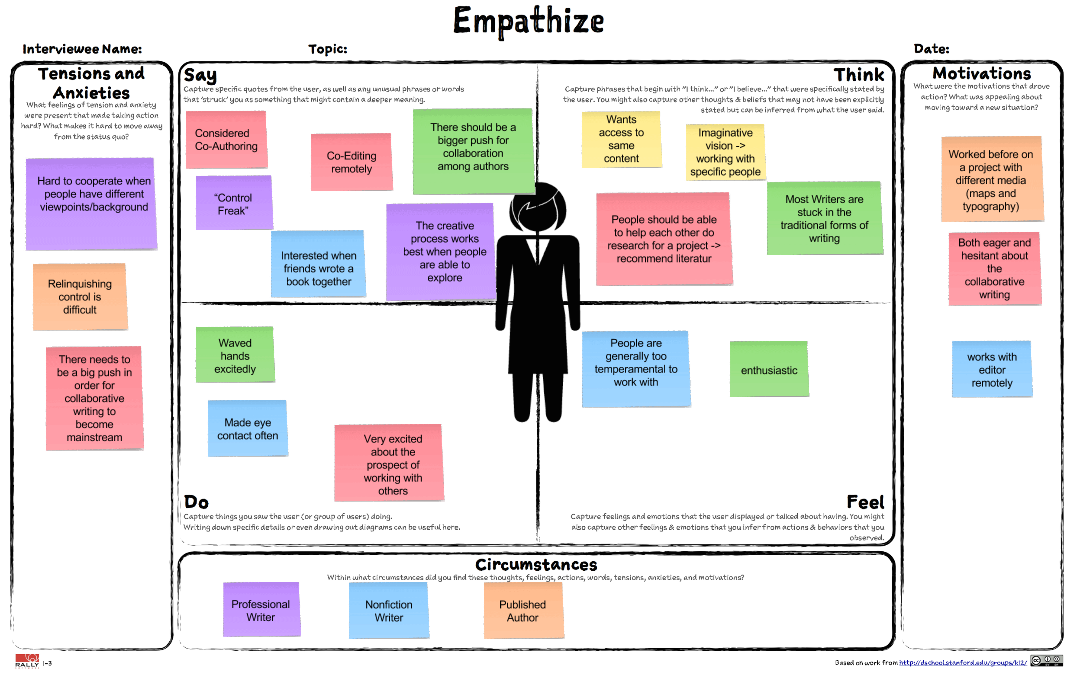 Empathize
Interviewee Name:
Topic:
Date:
Tensions and
Anxieties
What feelings of tension and anxiety
were present that made taking action
hard? What makes it hard to move away
from the status quo?
Hard to cooperate when
people have different
viewpoints/background
Relinquishing
control is
difficult
There needs to
be a big push in
order for
collaborative
writing to
become
mainstream
Say
Capture specific quotes from the user, as well as any unusual phrases or words
that 'struck' you as something that might contain a deeper meaning.
Considered
Co-Authoring
Co-Editing
remotely
There should be a
bigger push for
collaboration
among authors
"Control
Freak"
Interested when
friends wrote a
book together
The creative
process works
best when people
are able to
explore
Think
Capture phrases that begin with "I think..." or "I believe..." that were specifically stated by
the user. You might also capture other thoughts & beliefs that may not have been explicitly
stated but can be inferred from what the user said.
Wants
access to
same
content
Imaginative
vision ->
working with
specific people
People should be able
to help each other do
research for a project ->
recommend literatur
Most Writers are
stuck in the
traditional forms of
writing
Waved
hands
excitedly
Made eye
contact often
Very excited
about the
prospect of
working with
others
Do
Capture things you saw the user (or group of users) doing.
Writing down specific details or even drawing out diagrams can be useful here.
People are
generally too
temperamental to
work with
enthusiastic
Feel
Capture feelings and emotions that the user displayed or talked about having. You might
also capture other feelings & emotions that you infer from actions & behaviors that you
observed.
Motivations
What were the motivations that drove
action? What was appealing about
moving toward a new situation?
Worked before on
a project with
different media
(maps and
typography)
Both eager and
hesitant about
the
collaborative
writing
works with
editor
remotely
Circumstances
Within what circumstances did you find these thoughts, feelings, actions, words, tensions, anxieties, and motivations?
Professional
Writer
Nonfiction
Writer
Published
Author
RALLY
1-3
Based on work from http://dschool.stanford.edu/groups/k12/